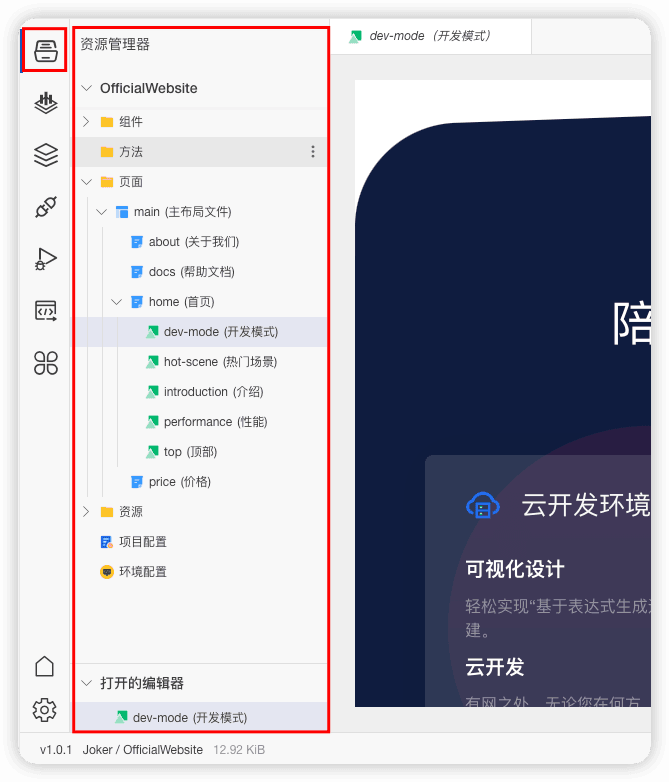 资源管理器
OfficialWebsite
组件
方法
页面
main (主布局文件)
about (关于我们)
docs (帮助文档)
home (首页)
dev-mode (开发模式)
hot-scene (热门场景)
introduction (介绍)
performance (性能)
top (顶部)
price (价格)
资源
项目配置
环境配置
打开的编辑器
dev-mode (开发模式)
dev-mode（开发模式）
陪
云开发环境
可视化设计
轻松实现“基于表达式生成
建。
云开发
有网之处，无论您在何方
v1.0.1 Joker / OfficialWebsite 12.92 KiB